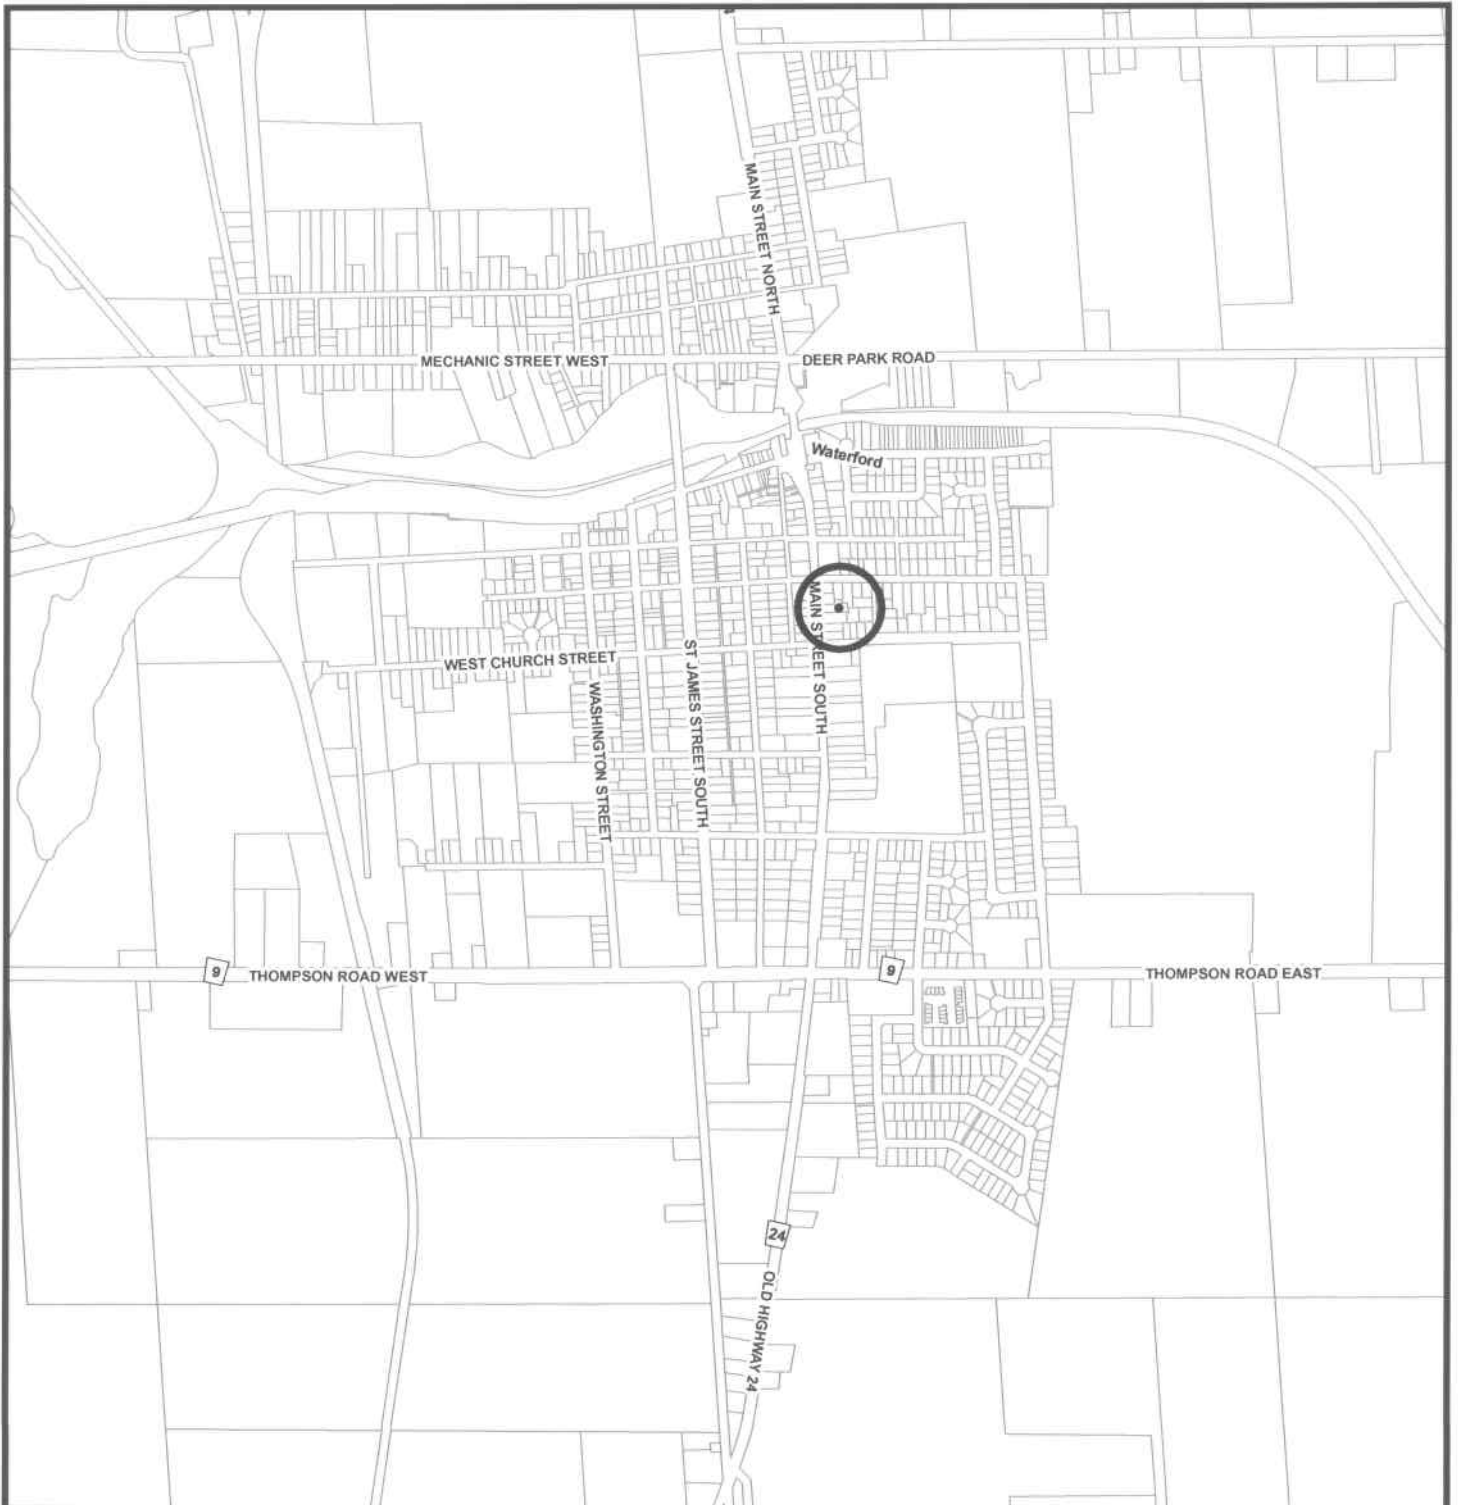 MAIN STREET NORTH
MECHANIC STREET WEST
DEER PARK ROAD
Waterford
MAIN STREET SOUTH
WEST CHURCH STREET
ST JAMES STREET SOUTH
WASHINGTON STREET
9
THOMPSON ROAD WEST
9
THOMPSON ROAD EAST
24
OLD HIGHWAY 24